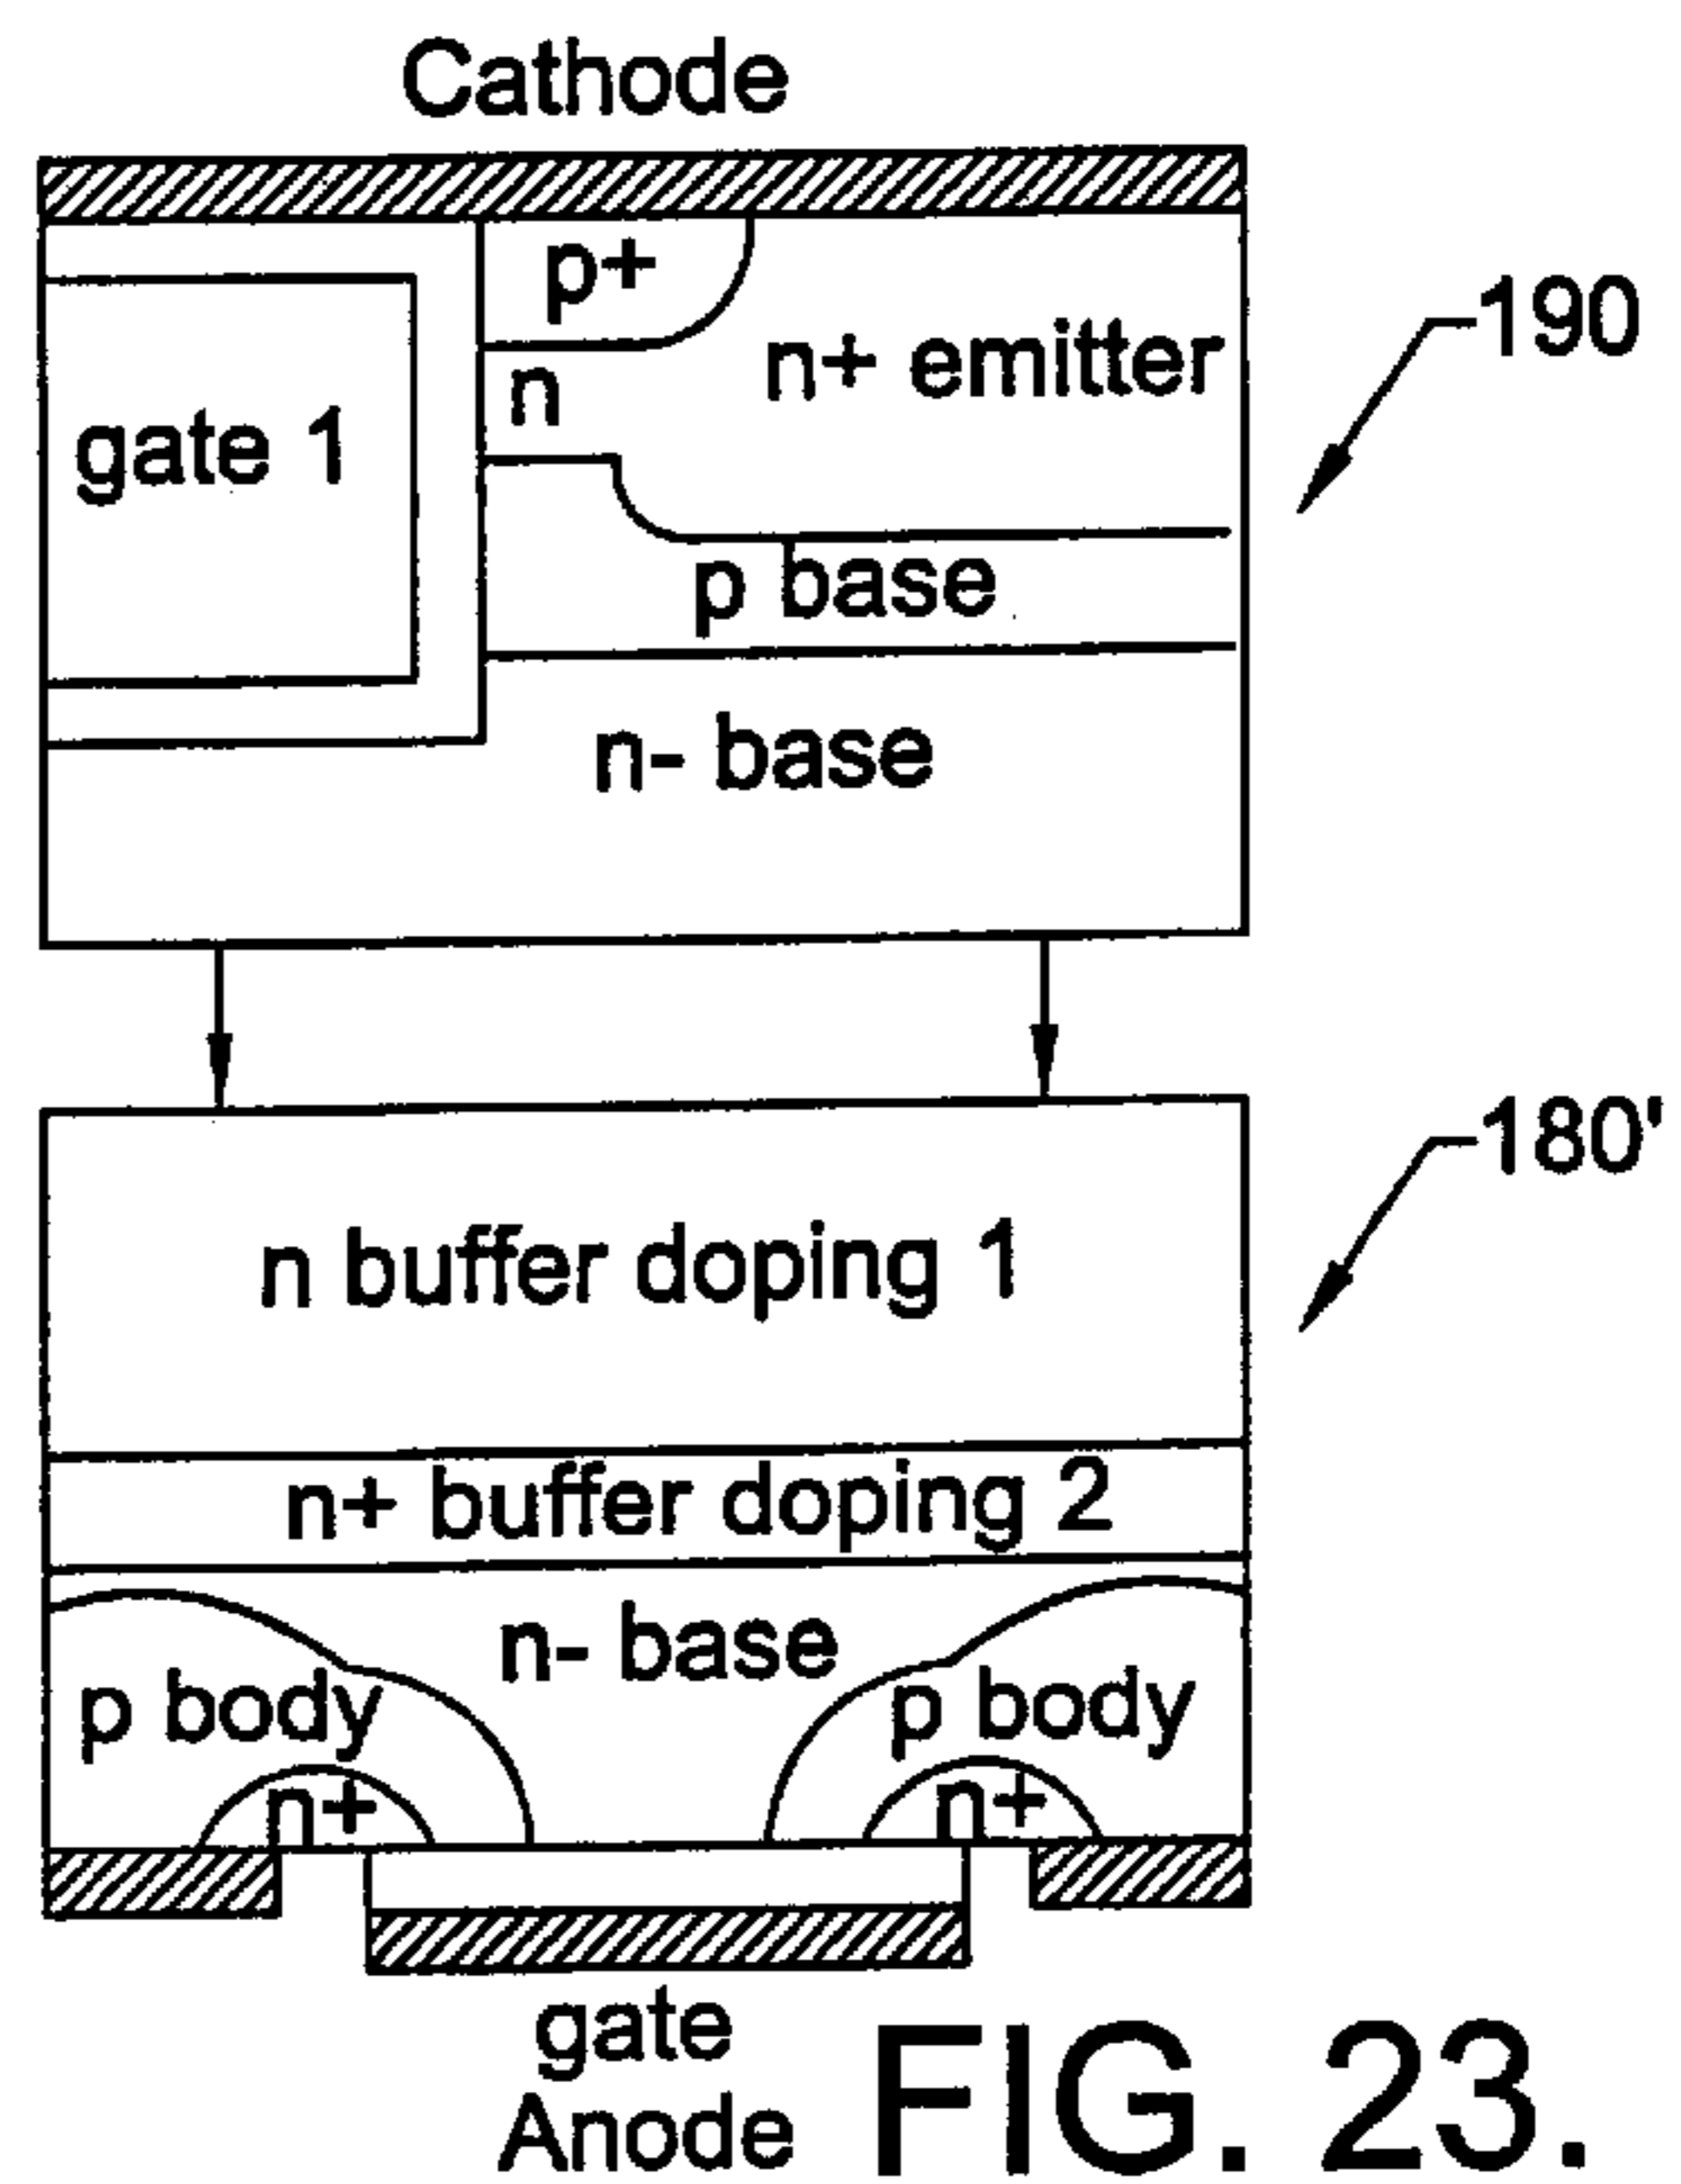 Cathode
p+
190
n
n+ emitter
gate 1
p base
n- base
180'
n buffer doping 1
n+ buffer doping 2
n- base
p body
p body
n+
n+
gate
Anode
FIG. 23.